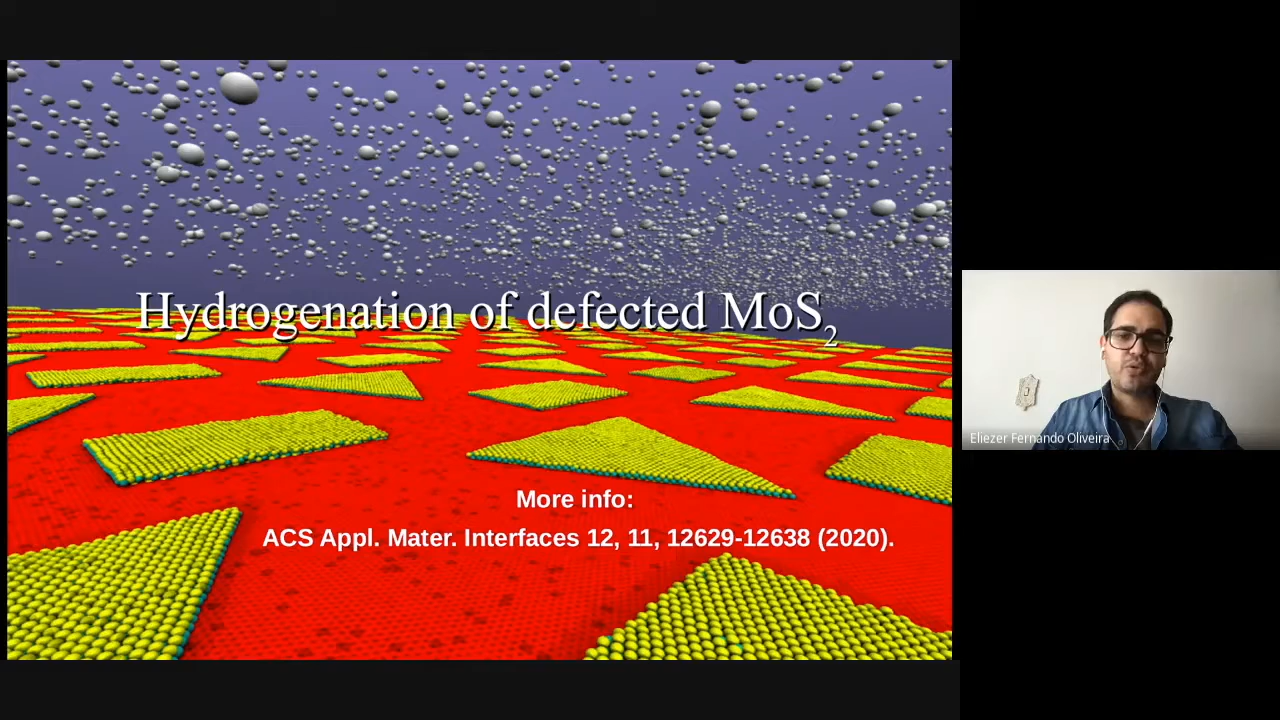 Hydrogenation of defected MoS2
More info:
ACS Appl. Mater. Interfaces 12, 11, 12629-12638 (2020).
Eliezer Fernando Oliveira